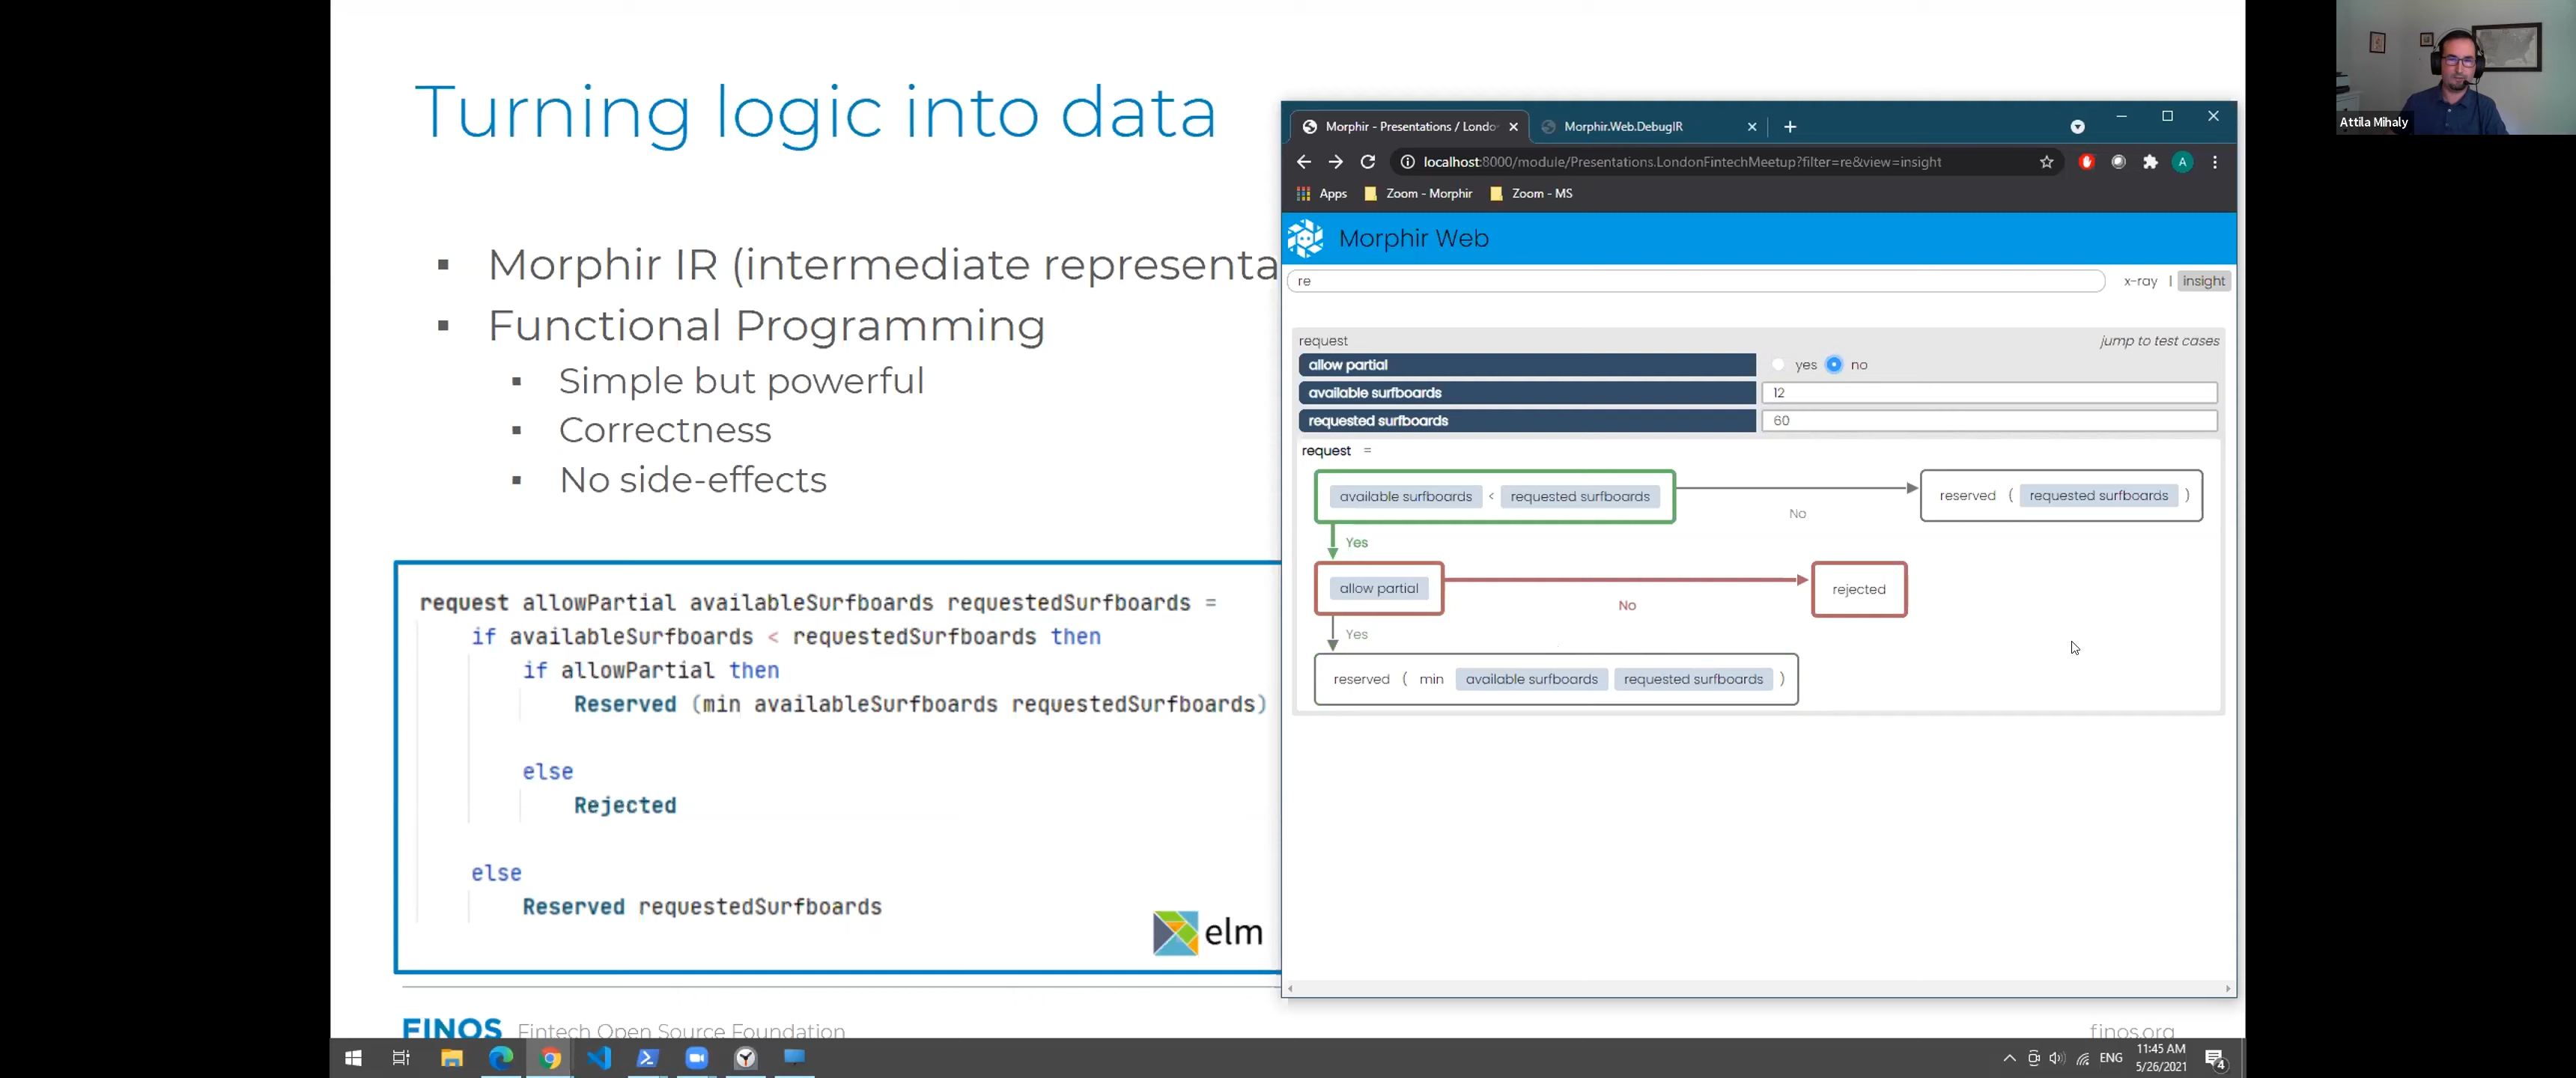 Turning logic into data
Morphir IR (intermediate representa
Functional Programming
Simple but powerful
Correctness
No side-effects
request allowPartial availableSurfboards requestedSurfboards =
if availableSurfboards < requestedSurfboards then
if allowPartial then
Reserved (min availableSurfboards requestedSurfboards)
else
Rejected
else
Reserved requestedSurfboards
elm
FINOS Fintech Open Source Foundation
finos.org
Morphir - Presentations / Londo
Morphir.Web.DebugIR
localhost:8000/module/Presentations.LondonFintechMeetup?filter=re&view=insight
A
Apps
Zoom - Morphir
Zoom - MS
Morphir Web
re
x-ray | insight
request
jump to test cases
allow partial
yes no
available surfboards
12
requested surfboards
60
request =
available surfboards < requested surfboards
No
reserved ( requested surfboards )
Yes
allow partial
No
rejected
Yes
reserved ( min available surfboards requested surfboards )
Attila Mihaly
ENG
11:45 AM
5/26/2021
4